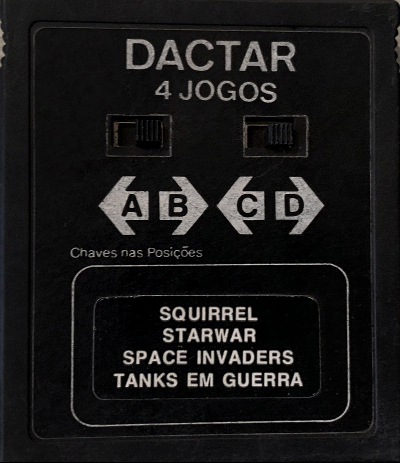 DACTAR
4 JOGOS
A B C D
Chaves nas Posições
SQUIRREL
STARWAR
SPACE INVADERS
TANKS EM GUERRA